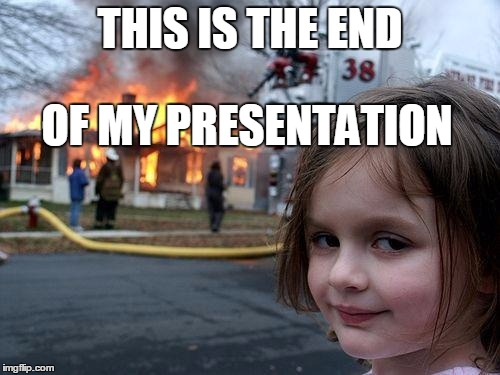 THIS IS THE END
38
OF MY PRESENTATION
imgflip.com